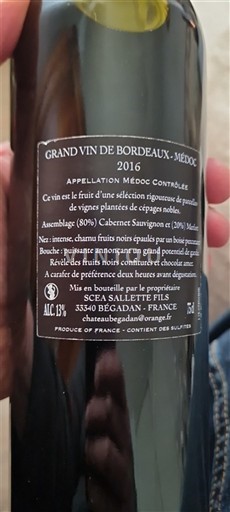 GRAND VIN DE BORDEAUX - MÉDOC
2016
APPELLATION MÉDOC CONTRÔLÉE
Ce vin est le fruit d'une sélection rigoureuse de parcelles
de vignes plantées de cépages nobles.
Assemblage (80%) Cabernet Sauvignon et (20%) Merlot
Nez : intense, charnu fruits noirs épaulés par un boisé
Bouche : puissante annonçant un grand potentiel de garde.
Révèle des fruits noirs confiturés et chocolat amer.
A carafer de préférence deux heures avant dégustation.
Mis en bouteille par le propriétaire
SCEA SALLETTE FILS
33340 BÉGADAN - FRANCE
chateaubegadan@orange.fr
ALC. 13%
75cl
PRODUCE OF FRANCE - CONTIENT DES SULFITES